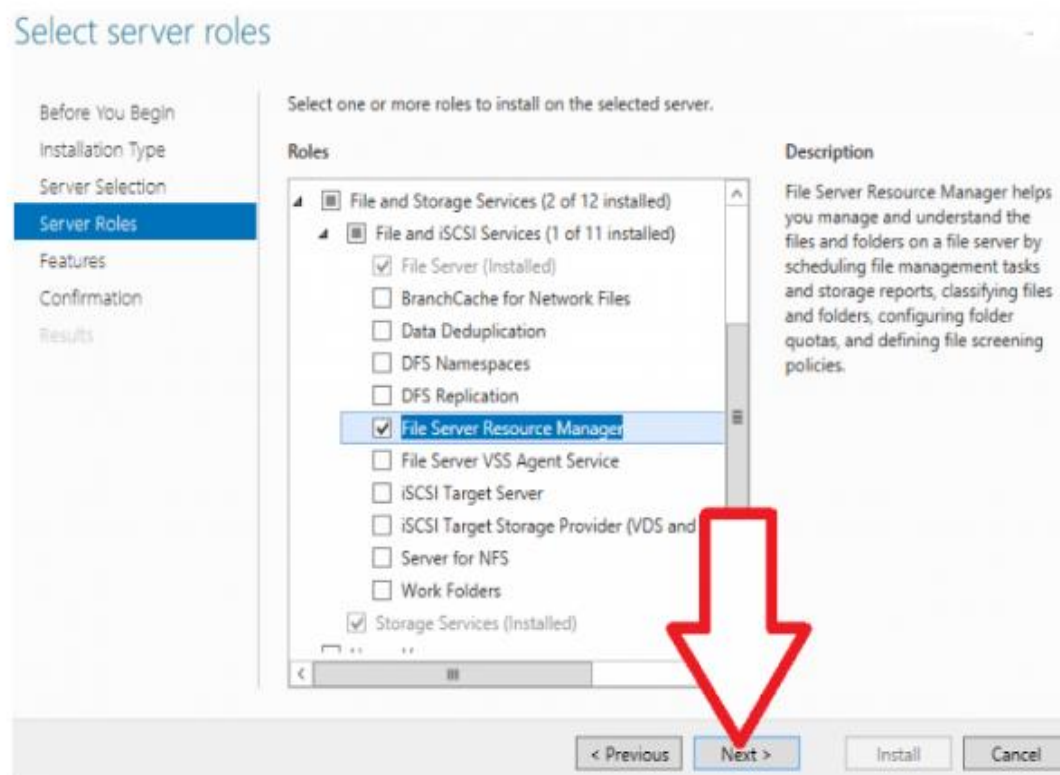 Select server roles
Before You Begin
Installation Type
Server Selection
Server Roles
Features
Confirmation
Results
Select one or more roles to install on the selected server.
Roles
File and Storage Services (2 of 12 installed)
File and iSCSI Services (1 of 11 installed)
File Server (Installed)
BranchCache for Network Files
Data Deduplication
DFS Namespaces
DFS Replication
File Server Resource Manager
File Server VSS Agent Service
iSCSI Target Server
iSCSI Target Storage Provider (VDS and
Server for NFS
Work Folders
Storage Services (Installed)
Description
File Server Resource Manager helps
you manage and understand the
files and folders on a file server by
scheduling file management tasks
and storage reports, classifying files
and folders, configuring folder
quotas, and defining file screening
policies.
< Previous
Next >
Install
Cancel